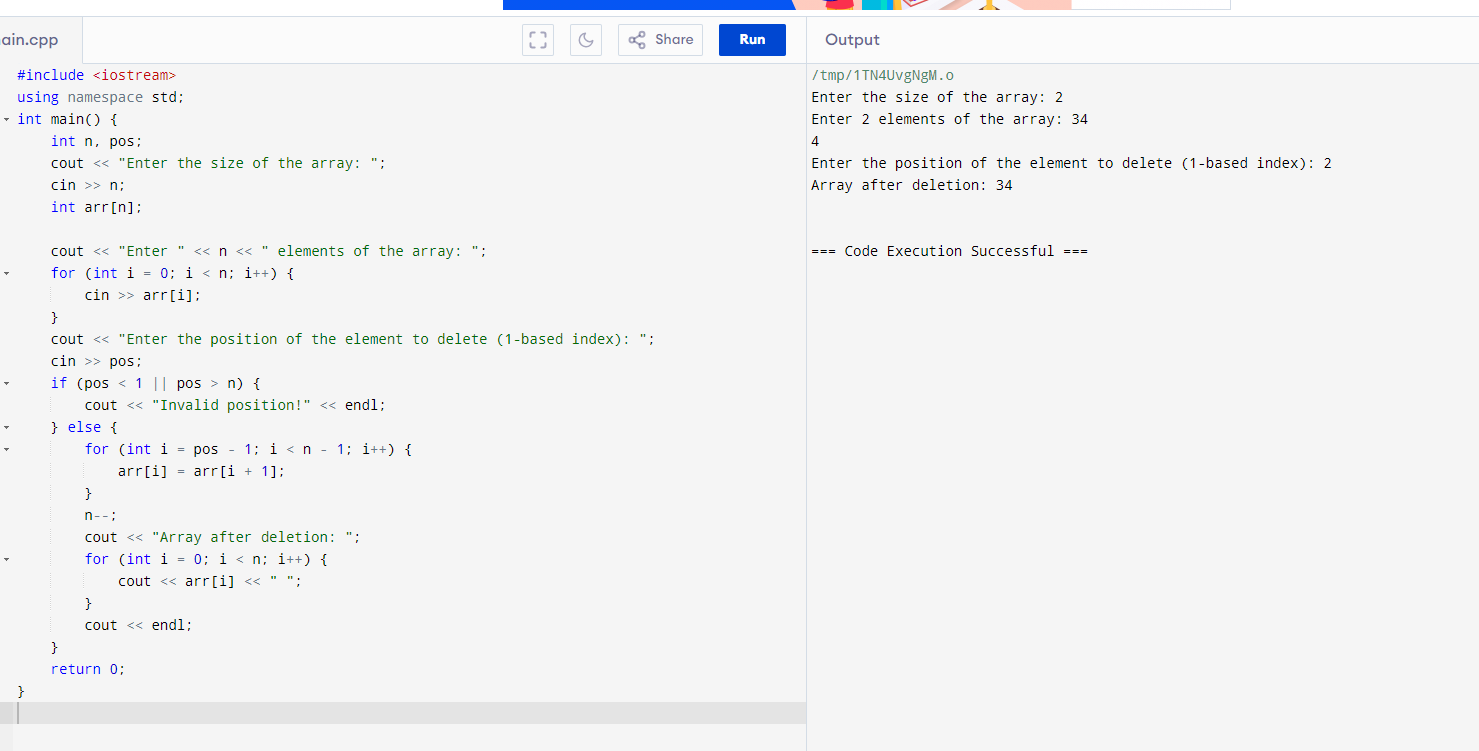 ain.cpp
Share
Run
Output
#include <iostream>
using namespace std;
int main() {
    int n, pos;
    cout << "Enter the size of the array: ";
    cin >> n;
    int arr[n];

    cout << "Enter " << n << " elements of the array: ";
    for (int i = 0; i < n; i++) {
        cin >> arr[i];
    }
    cout << "Enter the position of the element to delete (1-based index): ";
    cin >> pos;
    if (pos < 1 || pos > n) {
        cout << "Invalid position!" << endl;
    } else {
        for (int i = pos - 1; i < n - 1; i++) {
            arr[i] = arr[i + 1];
        }
        n--;
        cout << "Array after deletion: ";
        for (int i = 0; i < n; i++) {
            cout << arr[i] << " ";
        }
        cout << endl;
    }
    return 0;
}
/tmp/1TN4UvgNgM.o
Enter the size of the array: 2
Enter 2 elements of the array: 34
4
Enter the position of the element to delete (1-based index): 2
Array after deletion: 34
=== Code Execution Successful ===